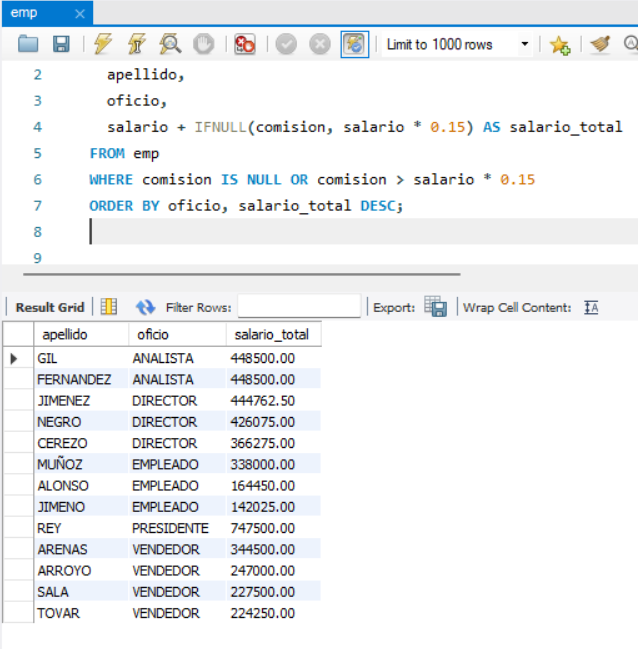 emp
Limit to 1000 rows
2 apellido,
3 oficio,
4 salario + IFNULL(comision, salario * 0.15) AS salario_total
5 FROM emp
6 WHERE comision IS NULL OR comision > salario * 0.15
7 ORDER BY oficio, salario_total DESC;
8
9
Result Grid Filter Rows: Export: Wrap Cell Content:
apellido oficio salario_total
GIL ANALISTA 448500.00
FERNANDEZ ANALISTA 448500.00
JIMENEZ DIRECTOR 444762.50
NEGRO DIRECTOR 426075.00
CEREZO DIRECTOR 366275.00
MUÑOZ EMPLEADO 338000.00
ALONSO EMPLEADO 164450.00
JIMENO EMPLEADO 142025.00
REY PRESIDENTE 747500.00
ARENAS VENDEDOR 344500.00
ARROYO VENDEDOR 247000.00
SALA VENDEDOR 227500.00
TOVAR VENDEDOR 224250.00